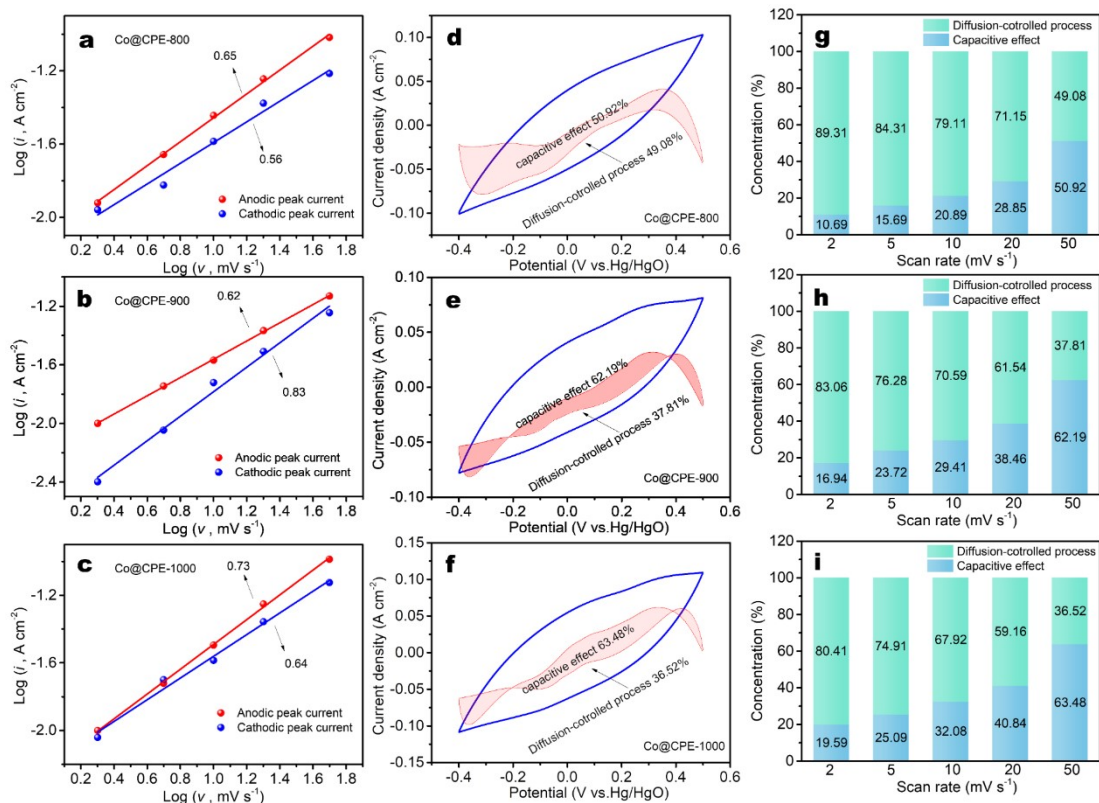 a
Co@CPE-800
0.65
0.56
Anodic peak current
Cathodic peak current
-1.2
-1.6
-2.0
Log (i , A cm-2)
0.2 0.4 0.6 0.8 1.0 1.2 1.4 1.6 1.8
Log (v , mV s-1)
d
0.10
0.05
0.00
-0.05
-0.10
Current density (A cm-2)
capacitive effect 50.92%
Diffusion-cotrolled process 49.08%
Co@CPE-800
-0.4 -0.2 0.0 0.2 0.4 0.6
Potential (V vs.Hg/HgO)
g
Diffusion-cotrolled process
Capacitive effect
120
100
80
60
40
20
0
Concentration (%)
89.31 84.31 79.11 71.15 49.08
10.69 15.69 20.89 28.85 50.92
2 5 10 20 50
Scan rate (mV s-1)
b
Co@CPE-900
0.62
0.83
Anodic peak current
Cathodic peak current
-1.2
-1.6
-2.0
-2.4
Log (i , A cm-2)
0.2 0.4 0.6 0.8 1.0 1.2 1.4 1.6 1.8
Log (v , mV s-1)
e
0.10
0.05
0.00
-0.05
-0.10
Current density (A cm-2)
capacitive effect 62.19%
Diffusion-cotrolled process 37.81%
Co@CPE-900
-0.4 -0.2 0.0 0.2 0.4 0.6
Potential (V vs.Hg/HgO)
h
Diffusion-cotrolled process
Capacitive effect
120
100
80
60
40
20
0
Concentration (%)
83.06 76.28 70.59 61.54 37.81
16.94 23.72 29.41 38.46 62.19
2 5 10 20 50
Scan rate (mV s-1)
c
Co@CPE-1000
0.73
0.64
Anodic peak current
Cathodic peak current
-1.2
-1.6
-2.0
Log (i , A cm-2)
0.2 0.4 0.6 0.8 1.0 1.2 1.4 1.6 1.8
Log (v , mV s-1)
f
0.15
0.10
0.05
0.00
-0.05
-0.10
-0.15
Current density (A cm-2)
capacitive effect 63.48%
Diffusion-cotrolled process 36.52%
Co@CPE-1000
-0.4 -0.2 0.0 0.2 0.4 0.6
Potential (V vs.Hg/HgO)
i
Diffusion-cotrolled process
Capacitive effect
120
100
80
60
40
20
0
Concentration (%)
80.41 74.91 67.92 59.16 36.52
19.59 25.09 32.08 40.84 63.48
2 5 10 20 50
Scan rate (mV s-1)